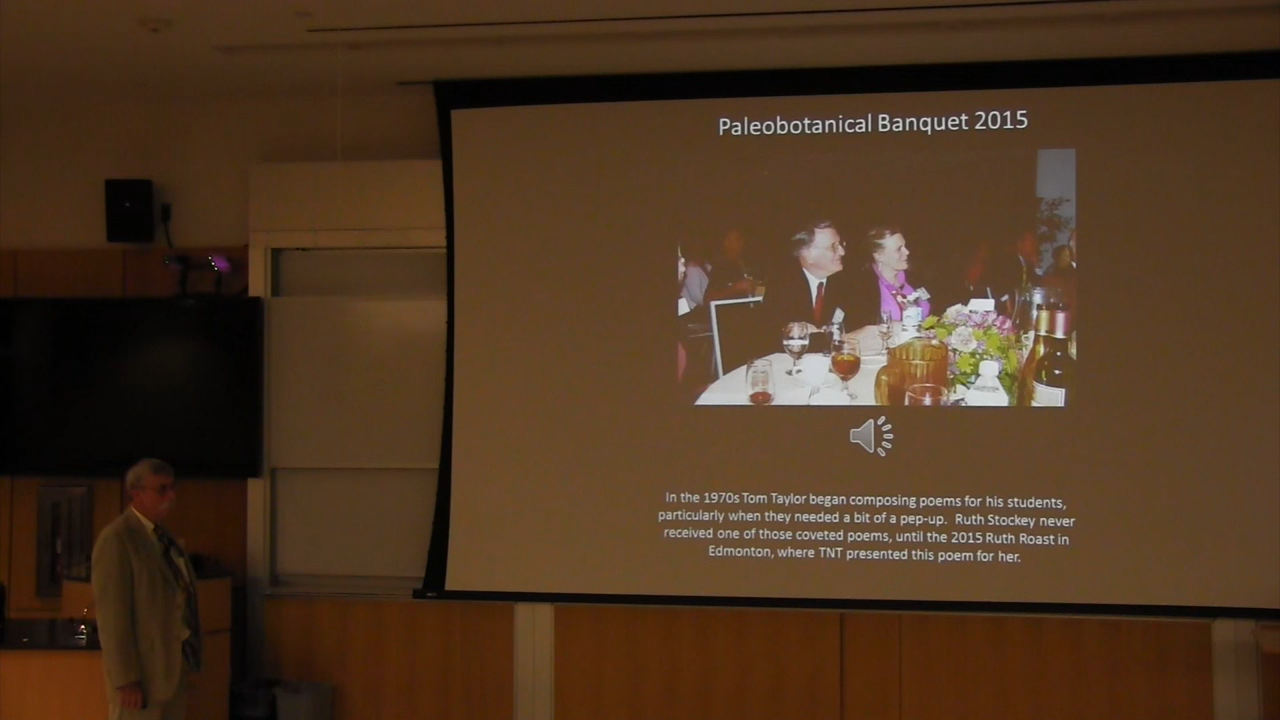 Paleobotanical Banquet 2015
In the 1970s Tom Taylor began composing poems for his students,
particularly when they needed a bit of a pep-up.  Ruth Stockey never
received one of those coveted poems, until the 2015 Ruth Roast in
Edmonton, where TNT presented this poem for her.